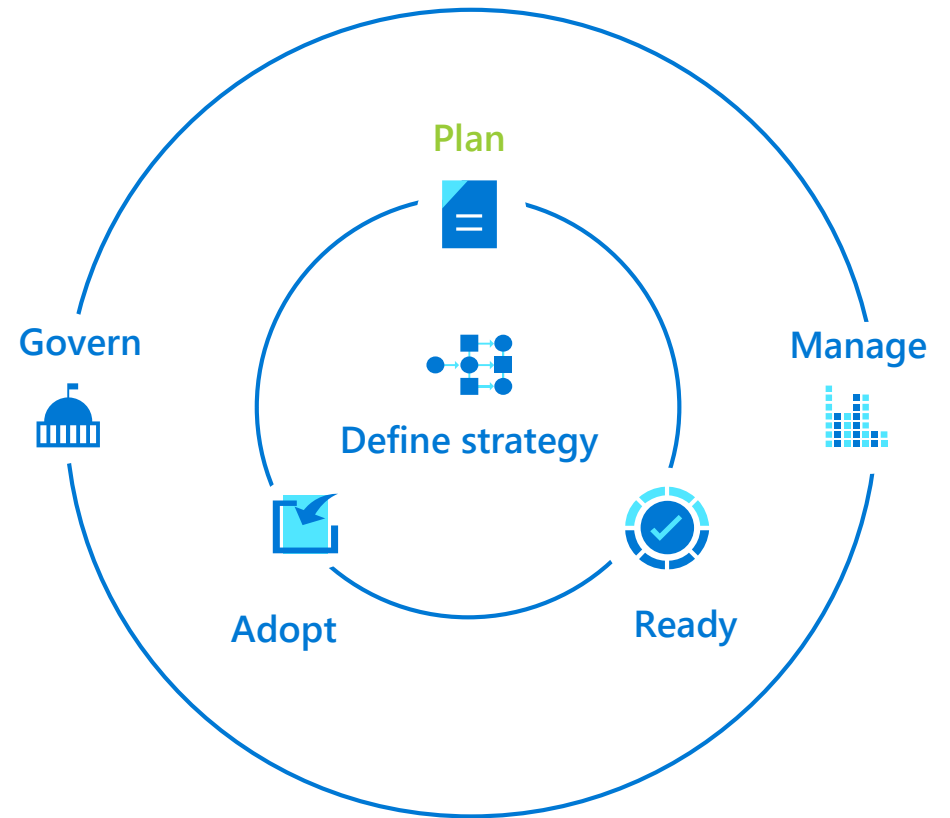 Plan
Govern
Manage
Define strategy
Adopt
Ready